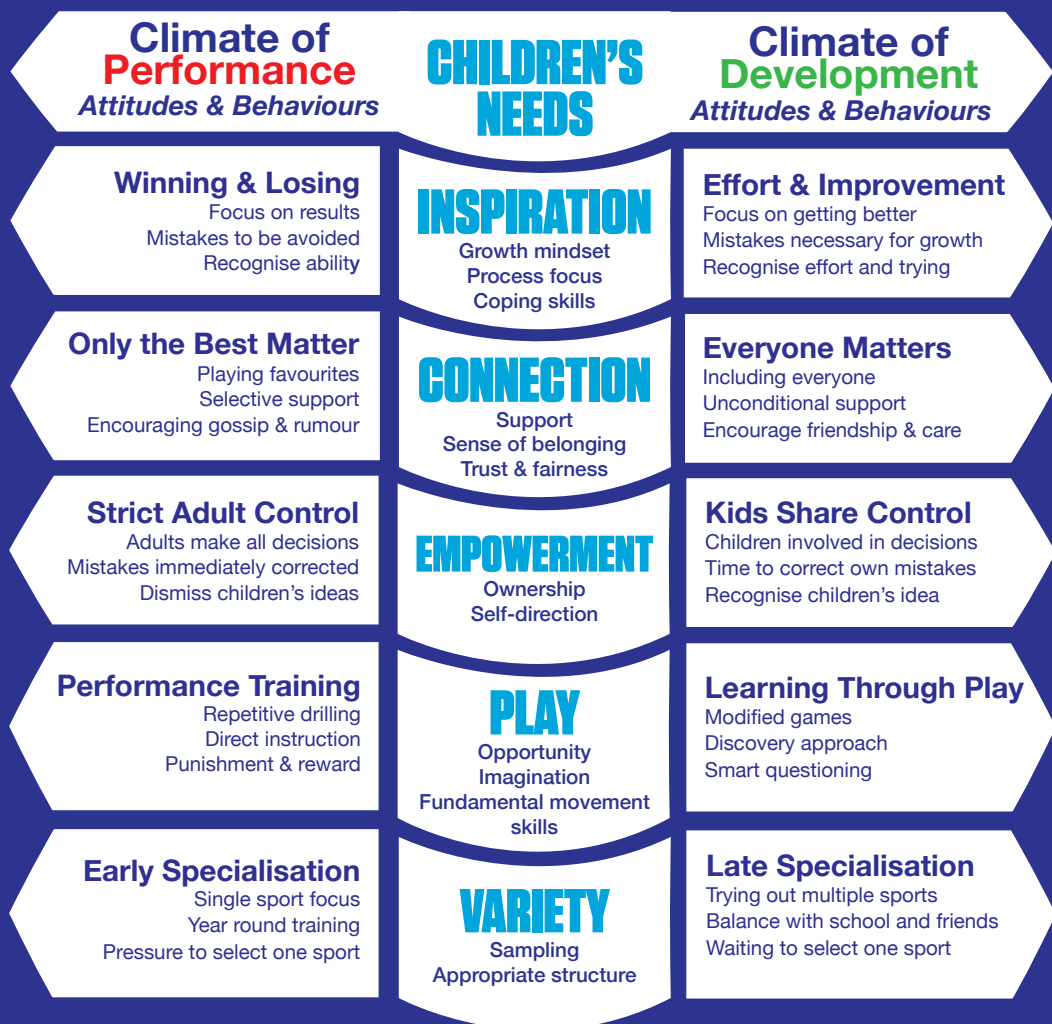 Climate of
Performance
Attitudes & Behaviours
CHILDREN'S
NEEDS
Climate of
Development
Attitudes & Behaviours
Winning & Losing
Focus on results
Mistakes to be avoided
Recognise ability
INSPIRATION
Growth mindset
Process focus
Coping skills
Effort & Improvement
Focus on getting better
Mistakes necessary for growth
Recognise effort and trying
Only the Best Matter
Playing favourites
Selective support
Encouraging gossip & rumour
CONNECTION
Support
Sense of belonging
Trust & fairness
Everyone Matters
Including everyone
Unconditional support
Encourage friendship & care
Strict Adult Control
Adults make all decisions
Mistakes immediately corrected
Dismiss children's ideas
EMPOWERMENT
Ownership
Self-direction
Kids Share Control
Children involved in decisions
Time to correct own mistakes
Recognise children's idea
Performance Training
Repetitive drilling
Direct instruction
Punishment & reward
PLAY
Opportunity
Imagination
Fundamental movement
skills
Learning Through Play
Modified games
Discovery approach
Smart questioning
Early Specialisation
Single sport focus
Year round training
Pressure to select one sport
VARIETY
Sampling
Appropriate structure
Late Specialisation
Trying out multiple sports
Balance with school and friends
Waiting to select one sport